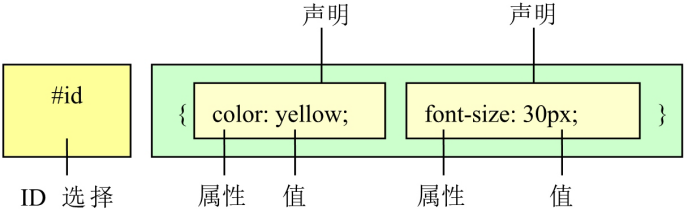 声明 声明
#id
{ color: yellow; font-size: 30px; }
ID 选择 属性 值 属性 值